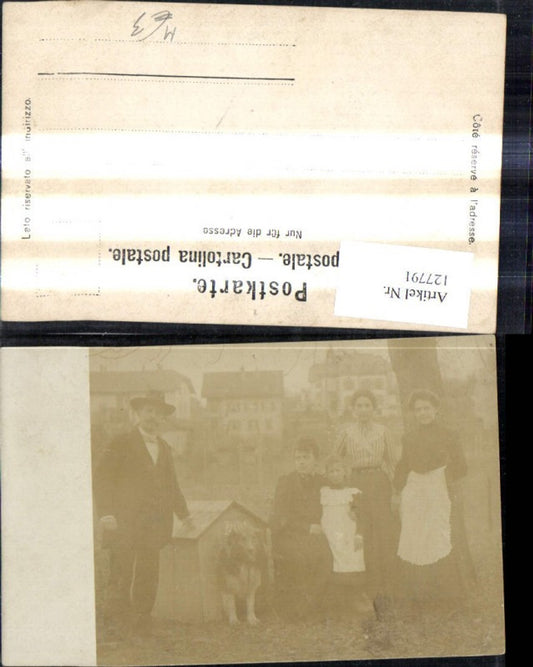 Postkarte.
postale. — Cartolina postale.
Nur für die Adresse
Côté réservé à l'adresse.
Lato riservato all' indirizzo.
Artikel Nr.
127791